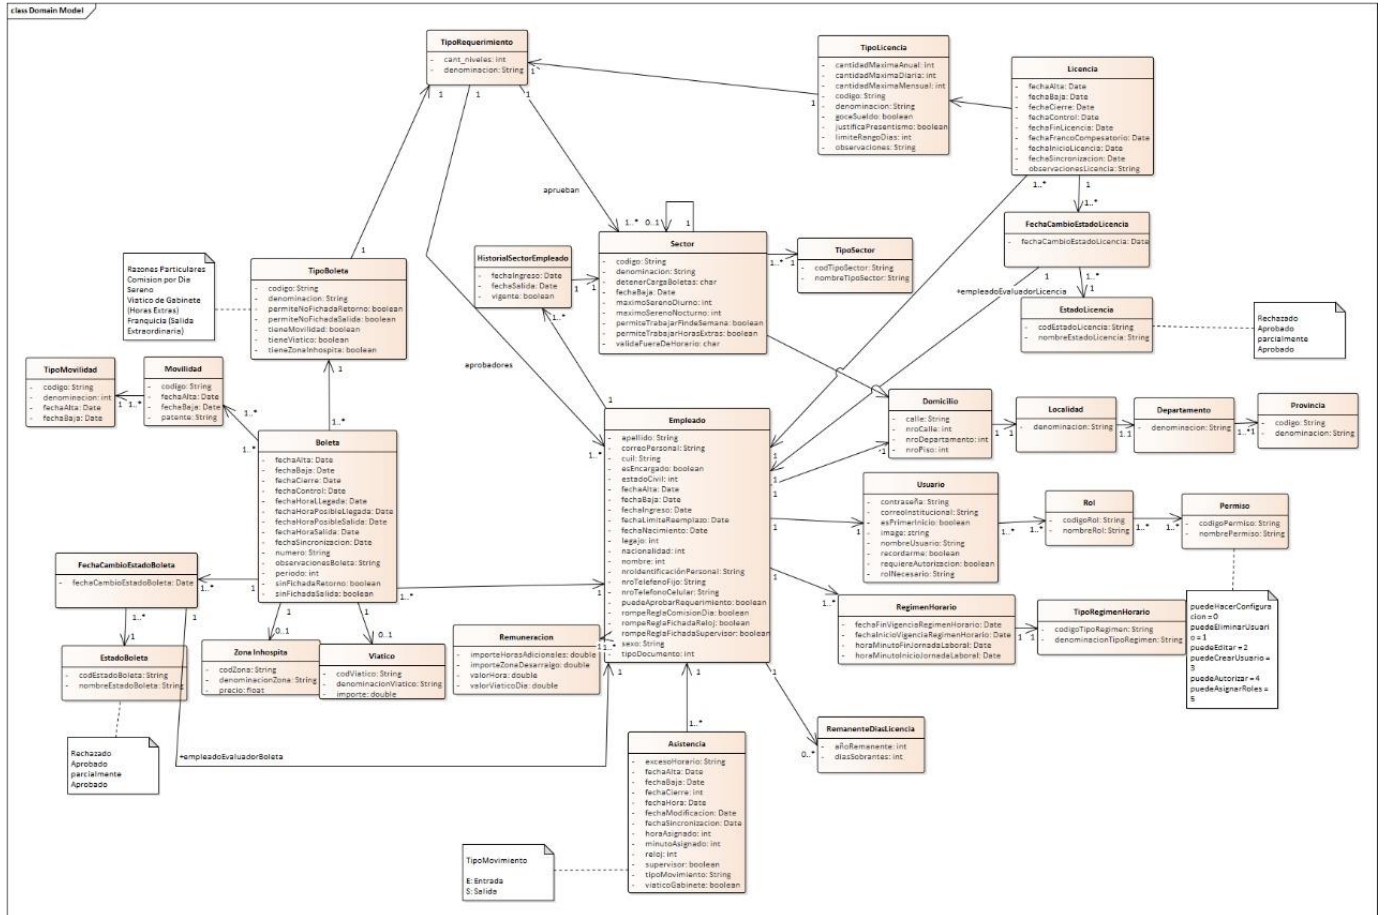 class Domain Model
TipoRequerimiento
- cant_niveles: int
- denominacion: String
TipoLicencia
- cantidadMaximaAnual: int
- cantidadMaximaDiaria: int
- cantidadMaximaMensual: int
- codigo: String
- denominacion: String
- goceSueldo: boolean
- justificaPresentismo: boolean
- limiteRangoDias: int
- observaciones: String
Licencia
- fechaAlta: Date
- fechaBaja: Date
- fechaCierre: Date
- fechaControl: Date
- fechaFinLicencia: Date
- fechaFrancoCompesatorio: Date
- fechaInicioLicencia: Date
- fechaSincronizacion: Date
- observacionesLicencia: String
aprueban
FechaCambioEstadoLicencia
- fechaCambioEstadoLicencia: Date
+empleadoEvaluadorLicencia
EstadoLicencia
- codEstadoLicencia: String
- nombreEstadoLicencia: String
Rechazado
Aprobado
parcialmente
Aprobado
HistorialSectorEmpleado
- fechaIngreso: Date
- fechaSalida: Date
- vigente: boolean
Sector
- codigo: String
- denominacion: String
- detenerCargaBoletas: char
- fechaBaja: Date
- maximoSerenoDiurno: int
- maximoSerenoNocturno: int
- permiteTrabajarFindeSemana: boolean
- permiteTrabajarHorasExtras: boolean
- validaFueraDeHorario: char
TipoSector
- codTipoSector: String
- nombreTipoSector: String
Razones Particulares
Comision por Dia
Sereno
Viatico de Gabinete
(Horas Extras)
Franquicia (Salida
Extraordinaria)
TipoBoleta
- codigo: String
- denominacion: String
- permiteNoFichadaRetorno: boolean
- permiteNoFichadaSalida: boolean
- tieneMovilidad: boolean
- tieneViatico: boolean
- tieneZonaInhospita: boolean
aprobadores
TipoMovilidad
- codigo: String
- denominacion: int
- fechaAlta: Date
- fechaBaja: Date
Movilidad
- codigo: String
- fechaAlta: Date
- fechaBaja: Date
- patente: String
Boleta
- fechaAlta: Date
- fechaBaja: Date
- fechaCierre: Date
- fechaControl: Date
- fechaHoraLLegada: Date
- fechaHoraPosibleLlegada: Date
- fechaHoraPosibleSalida: Date
- fechaHoraSalida: Date
- fechaSincronizacion: Date
- numero: String
- observacionesBoleta: String
- periodo: int
- sinFichadaRetorno: boolean
- sinFichadaSalida: boolean
Empleado
- apellido: String
- correoPersonal: String
- cuil: String
- esEncargado: boolean
- estadoCivil: int
- fechaAlta: Date
- fechaBaja: Date
- fechaIngreso: Date
- fechaLimiteReemplazo: Date
- fechaNacimiento: Date
- legajo: int
- nacionalidad: int
- nombre: int
- nroIdentificaciónPersonal: String
- nroTelefenoFijo: String
- nroTelefonoCelular: String
- puedeAprobarRequerimiento: boolean
- rompeReglaComisionDia: boolean
- rompeReglaFichadaReloj: boolean
- rompeReglaFichadaSupervisor: boolean
- sexo: String
- tipoDocumento: int
Domicilio
- calle: String
- nroCalle: int
- nroDepartamento: int
- nroPiso: int
Localidad
- denominacion: String
Departamento
- denominacion: String
Provincia
- codigo: String
- denominacion: String
Usuario
- contraseña: String
- correoInstitucional: String
- esPrimerInicio: boolean
- image: string
- nombreUsuario: String
- recordarme: boolean
- requiereAutorizacion: boolean
- rolNecesario: String
Rol
- codigoRol: String
- nombreRol: String
Permiso
- codigoPermiso: String
- nombrePermiso: String
puedeHacerConfigura
cion = 0
puedeEliminarUsuari
o = 1
puedeEditar = 2
puedeCrearUsuario =
3
puedeAutorizar = 4
puedeAsignarRoles =
5
FechaCambioEstadoBoleta
- fechaCambioEstadoBoleta: Date
RegimenHorario
- fechaFinVigenciaRegimenHorario: Date
- fechaInicioVigenciaRegimenHorario: Date
- horaMinutoFinJornadaLaboral: Date
- horaMinutoInicioJornadaLaboral: Date
TipoRegimenHorario
- codigoTipoRegimen: String
- denominacionTipoRegimen: String
EstadoBoleta
- codEstadoBoleta: String
- nombreEstadoBoleta: String
Zona Inhospita
- codZona: String
- denominacionZona: String
- precio: float
Viatico
- codViatico: String
- denominacionViatico: String
- importe: double
Remuneracion
- importeHorasAdicionales: double
- importeZonaDesarraigo: double
- valorHora: double
- valorViaticoDia: double
Rechazado
Aprobado
parcialmente
Aprobado
+empleadoEvaluadorBoleta
RemanenteDiasLicencia
- añoRemanente: int
- diasSobrantes: int
Asistencia
- excesoHorario: String
- fechaAlta: Date
- fechaBaja: Date
- fechaCierre: int
- fechaHora: Date
- fechaModificacion: Date
- fechaSincronizacion: Date
- horaAsignado: int
- minutoAsignado: int
- reloj: int
- supervisor: boolean
- tipoMovimiento: String
- viaticoGabinete: boolean
TipoMovimiento
E: Entrada
S: Salida